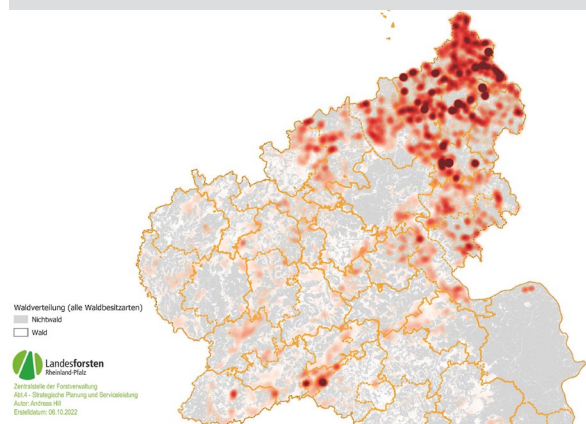 Waldverteilung (alle Waldbesitzarten)
Nichtwald
Wald
Landesforsten
Rheinland-Pfalz
Zentralstelle der Forstverwaltung
Abt.4 - Strategische Planung und Serviceleistung
Autor: Andreas Hill
Erstelldatum: 06.10.2022